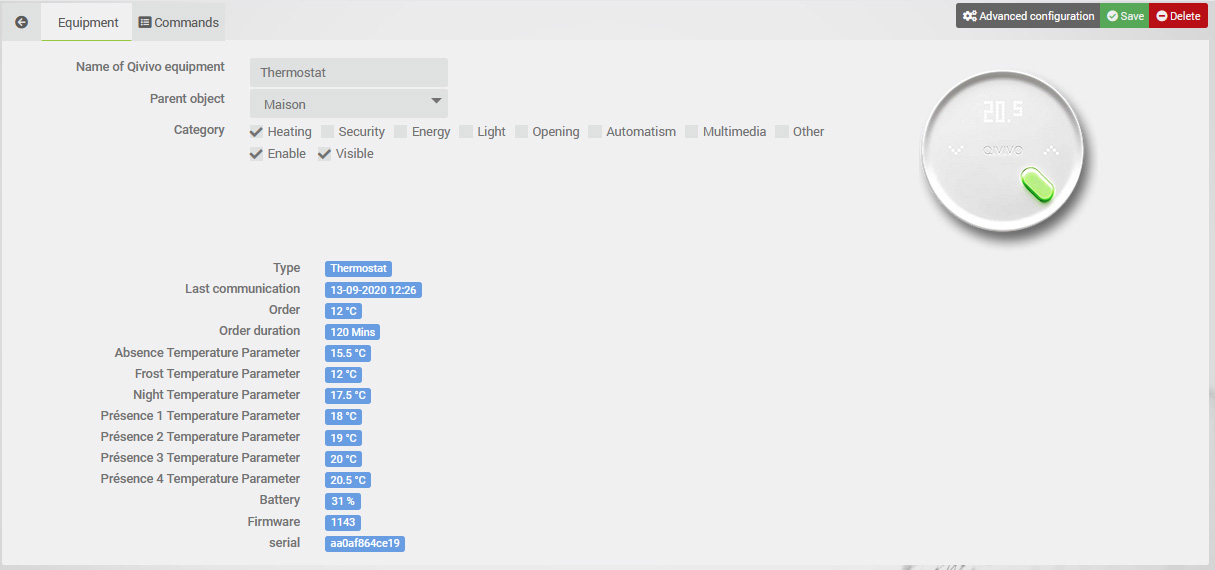 Equipment Commands Advanced configuration Save Delete
Name of Qivivo equipment Thermostat
Parent object Maison
Category Heating Security Energy Light Opening Automatism Multimedia Other
Enable Visible
20.5
QIVIVO
Type Thermostat
Last communication 13-09-2020 12:26
Order 12 °C
Order duration 120 Mins
Absence Temperature Parameter 15.5 °C
Frost Temperature Parameter 12 °C
Night Temperature Parameter 17.5 °C
Présence 1 Temperature Parameter 18 °C
Présence 2 Temperature Parameter 19 °C
Présence 3 Temperature Parameter 20 °C
Présence 4 Temperature Parameter 20.5 °C
Battery 31 %
Firmware 1143
serial aa0af864ce19